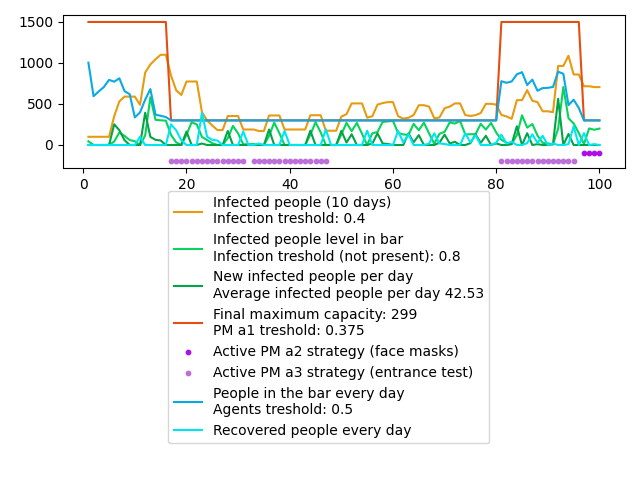 1500
1000
500
0
0
20
40
60
80
100
Infected people (10 days)
Infection treshold: 0.4
Infected people level in bar
Infection treshold (not present): 0.8
New infected people per day
Average infected people per day 42.53
Final maximum capacity: 299
PM a1 treshold: 0.375
Active PM a2 strategy (face masks)
Active PM a3 strategy (entrance test)
People in the bar every day
Agents treshold: 0.5
Recovered people every day